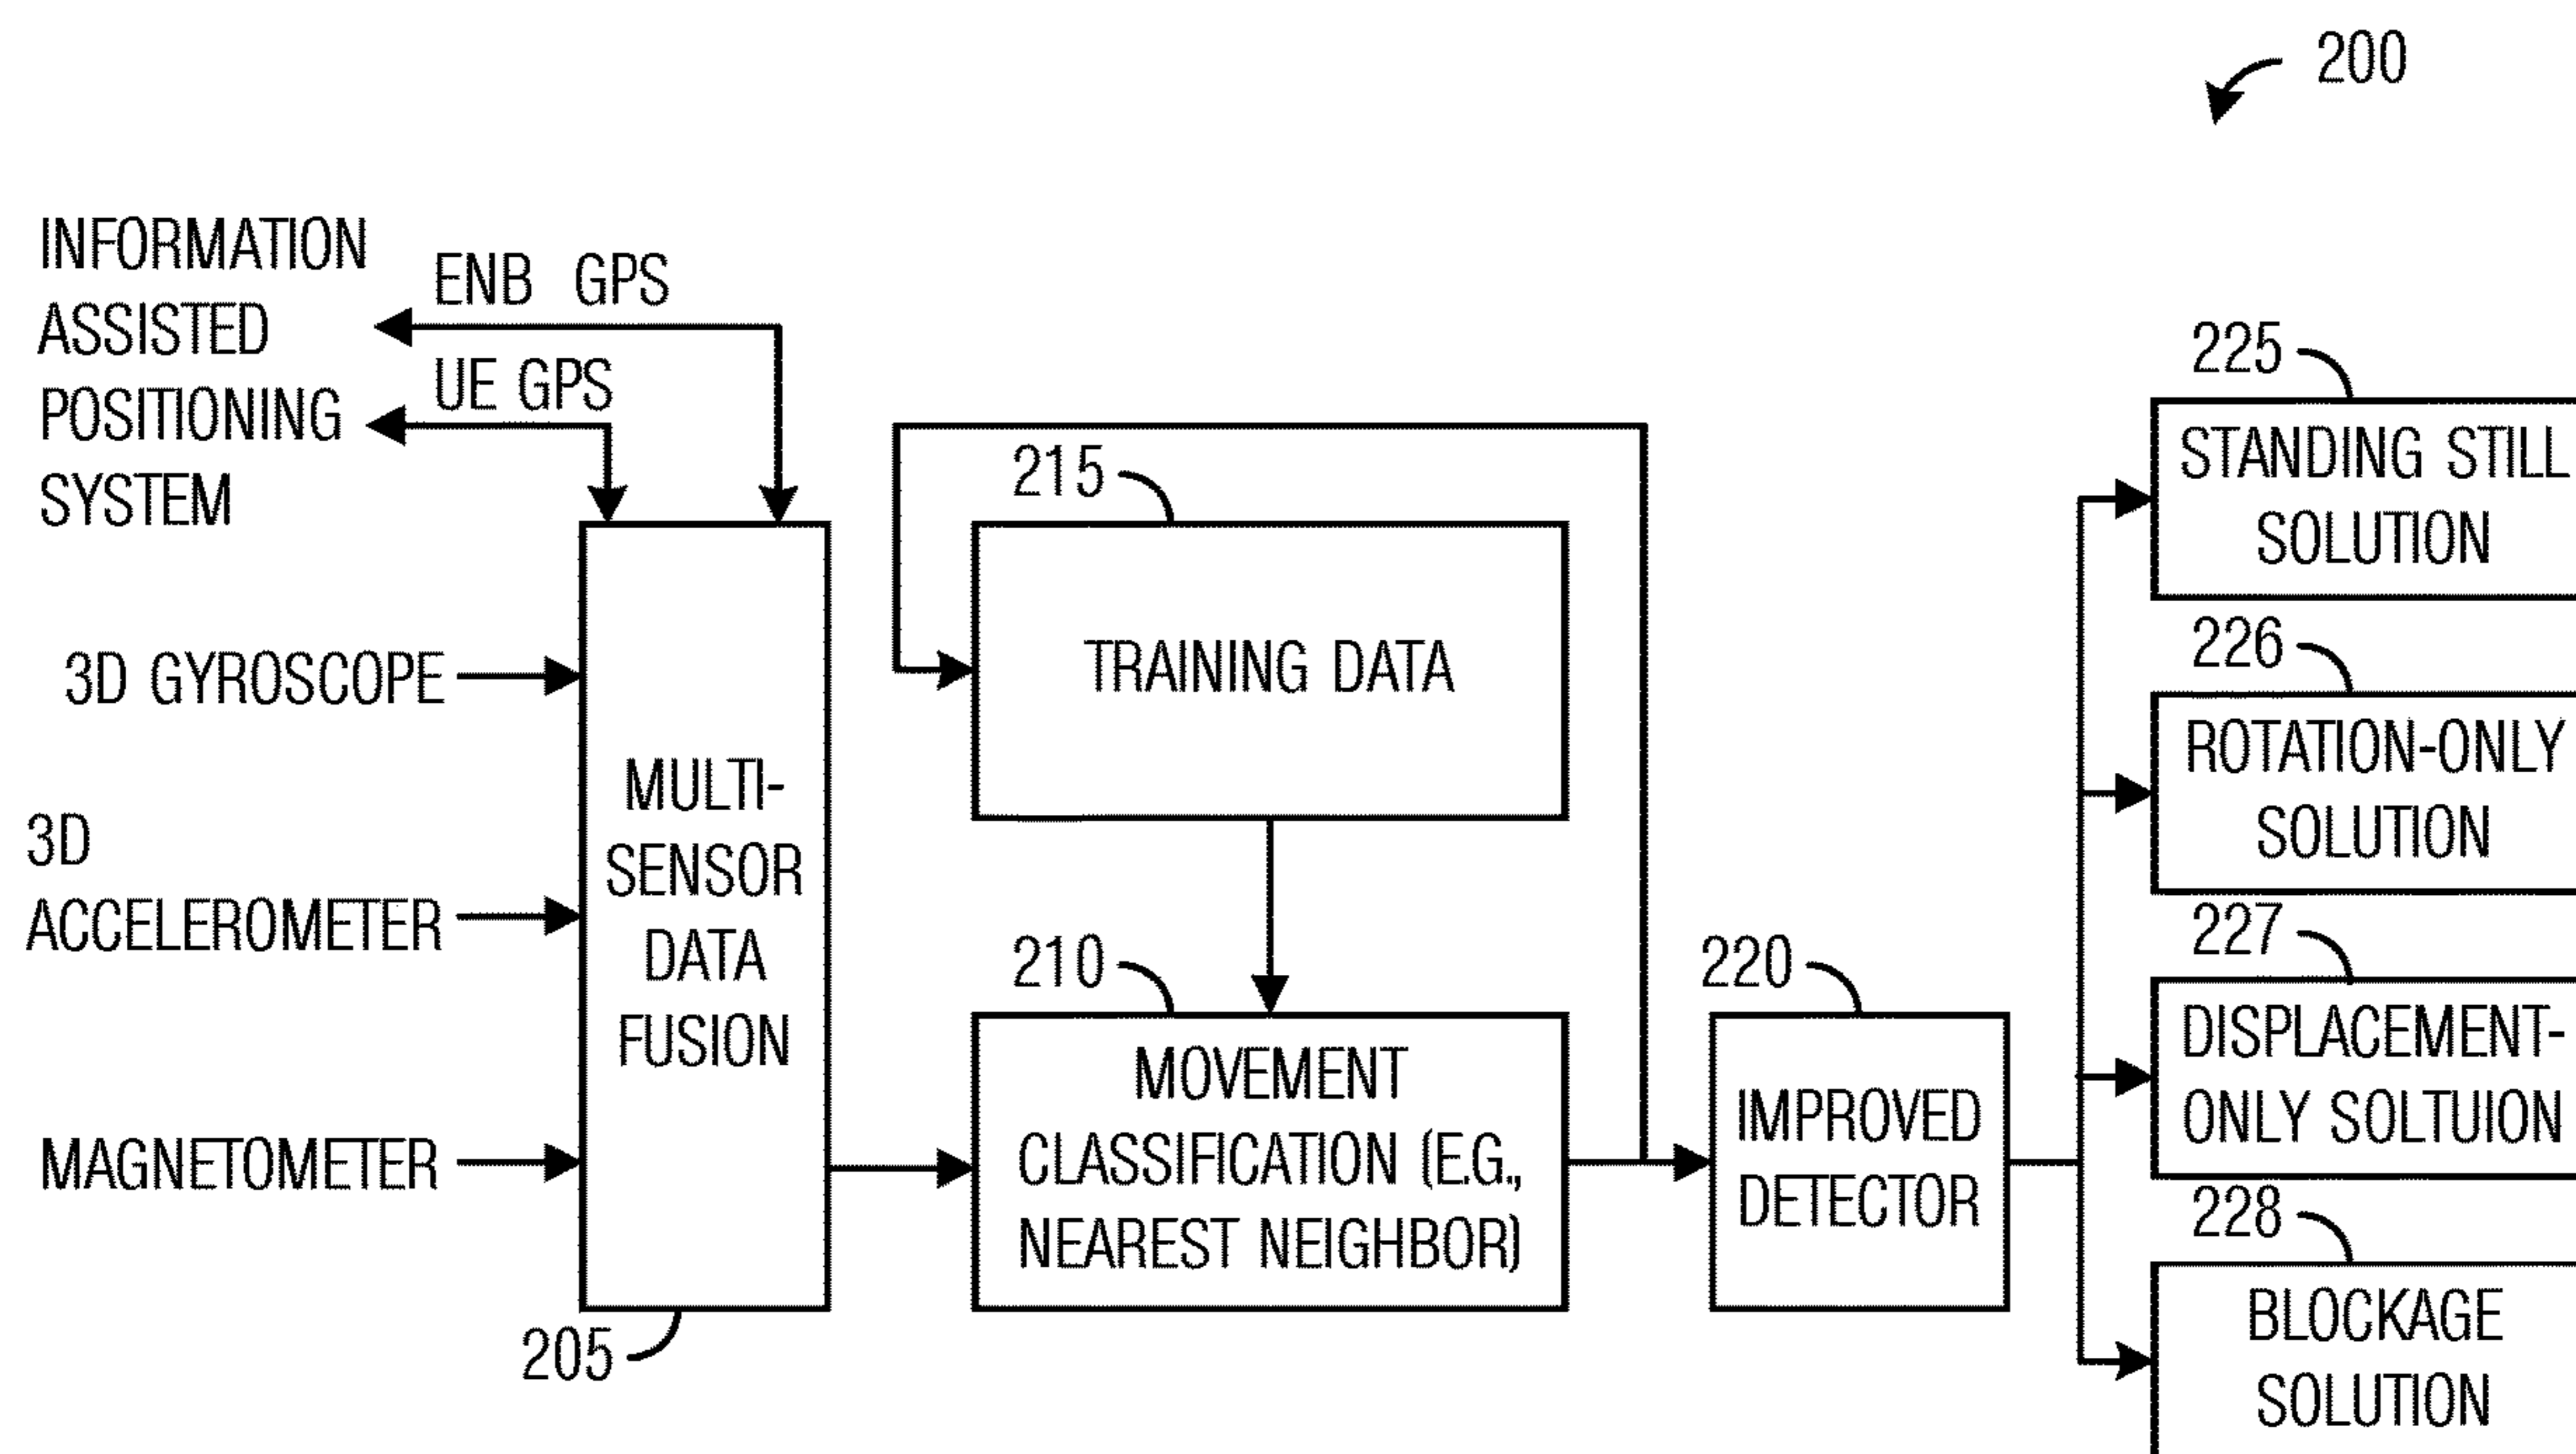 200
INFORMATION
ASSISTED
POSITIONING
SYSTEM
ENB GPS
UE GPS
3D GYROSCOPE
3D
ACCELEROMETER
MAGNETOMETER
MULTI-
SENSOR
DATA
FUSION
205
215
TRAINING DATA
210
MOVEMENT
CLASSIFICATION (E.G.,
NEAREST NEIGHBOR)
220
IMPROVED
DETECTOR
225
STANDING STILL
SOLUTION
226
ROTATION-ONLY
SOLUTION
227
DISPLACEMENT-
ONLY SOLTUION
228
BLOCKAGE
SOLUTION